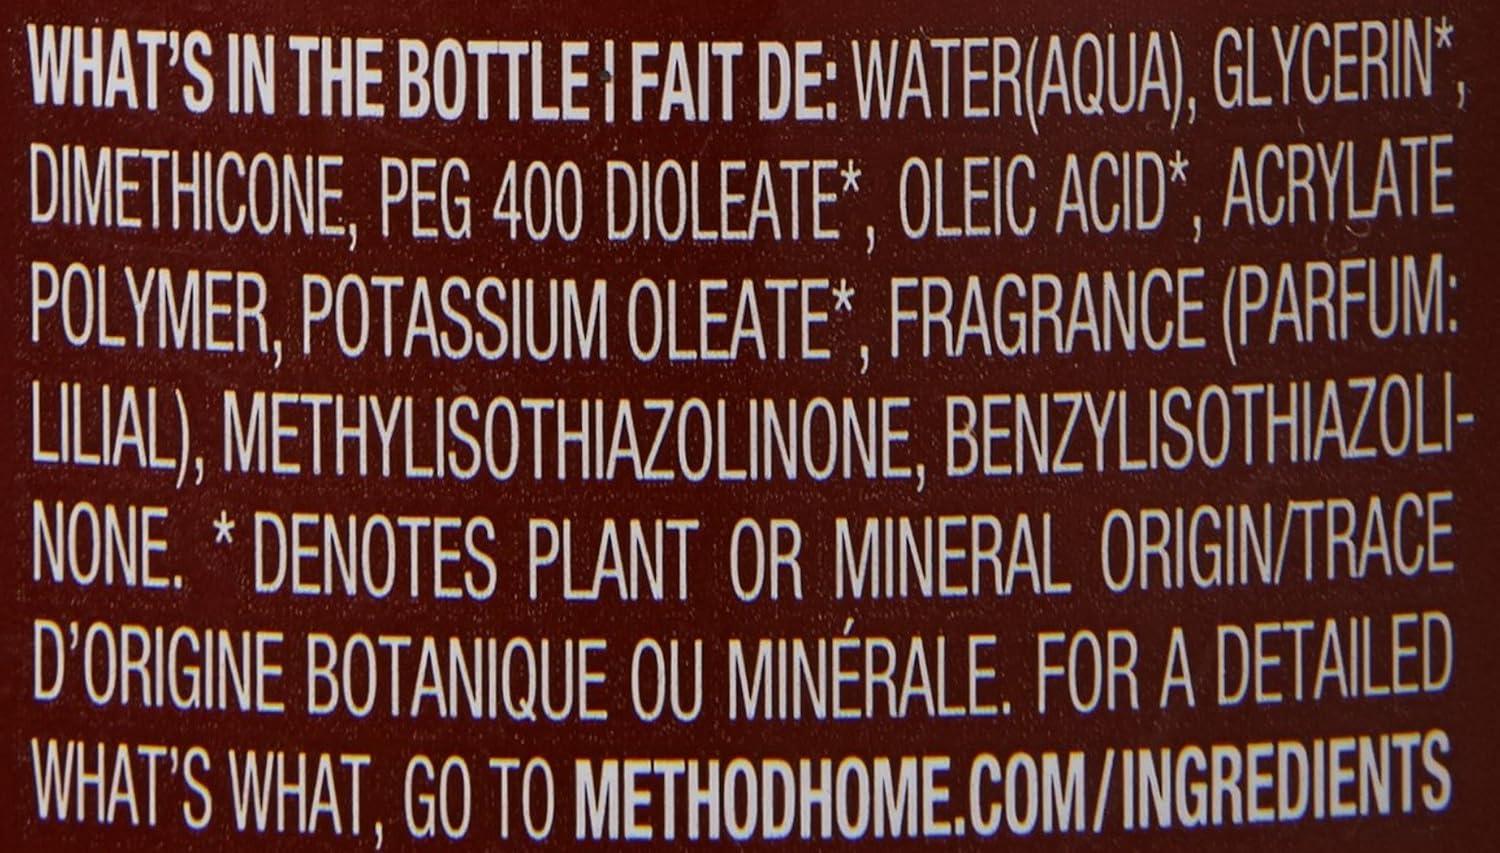 WHAT'S IN THE BOTTLE | FAIT DE: WATER(AQUA), GLYCERIN*,
DIMETHICONE, PEG 400 DIOLEATE*, OLEIC ACID*, ACRYLATE
POLYMER, POTASSIUM OLEATE*, FRAGRANCE (PARFUM:
LILIAL), METHYLISOTHIAZOLINONE, BENZYLISOTHIAZOLI-
NONE. * DENOTES PLANT OR MINERAL ORIGIN/TRACE
D'ORIGINE BOTANIQUE OU MINÉRALE. FOR A DETAILED
WHAT'S WHAT, GO TO METHODHOME.COM/INGREDIENTS